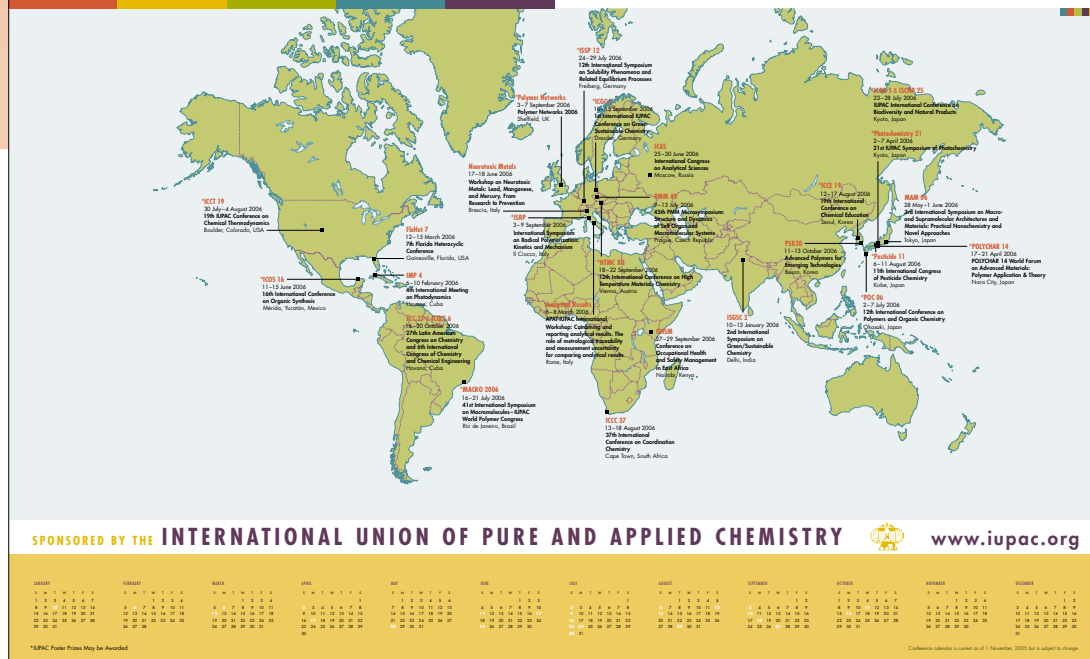 *ISSP 12
24–29 July 2006
12th International Symposium
on Solubility Phenomena and
Related Equilibrium Processes
Freiberg, Germany
*Polymer Networks
3–7 September 2006
Polymer Networks 2006
Sheffield, UK
10–15 September 2006
1st International IUPAC
Conference on Green-
Sustainable Chemistry
Dresden, Germany
23–28 July 2006
IUPAC International Conference on
Biodiversity and Natural Products
Kyoto, Japan
*Photochemistry 21
2–7 April 2006
21st IUPAC Symposium of Photochemistry
Kyoto, Japan
ICAS
25–30 June 2006
International Congress
on Analytical Sciences
Moscow, Russia
Neurotoxic Metals
17–18 June 2006
Workshop on Neurotoxic
Metals: Lead, Manganese,
and Mercury. From
Research to Prevention
Brescia, Italy
*ICCT 19
30 July–4 August 2006
19th IUPAC Conference on
Chemical Thermodynamics
Boulder, Colorado, USA
*ISRP
3–9 September 2006
International Symposium
on Radical Polymerization:
Kinetics and Mechanism
Il Ciocco, Italy
9–13 July 2006
45th PMM Microsymposium:
Structure and Dynamics
of Self Organized
Macromolecular Systems
Prague, Czech Republic
*ICCE 19
12–17 August 2006
19th International
Conference on
Chemical Education
Seoul, Korea
MAM 06
28 May–1 June 2006
3rd International Symposium on Macro-
and Supramolecular Architectures and
Materials: Practical Nanochemistry and
Novel Approaches
Tokyo, Japan
FloHet 7
12–15 March 2006
7th Florida Heterocyclic
Conference
Gainesville, Florida, USA
PSK30
11–13 October 2006
Advanced Polymers for
Emerging Technologies
Busan, Korea
*POLYCHAR 14
17–21 April 2006
POLYCHAR 14 World Forum
on Advanced Materials:
Polymer Application & Theory
Nara City, Japan
*Pesticide 11
6–11 August 2006
11th International Congress
of Pesticide Chemistry
Kobe, Japan
*HTMC XII
18–22 September 2006
12th International Conference on High
Temperature Materials Chemistry
Vienna, Austria
*ICOS 16
11–15 June 2006
16th International Conference
on Organic Synthesis
Mérida, Yucatán, Mexico
IMP 4
6–10 February 2006
4th International Meeting
on Photodynamics
Havana, Cuba
*POC 06
2–7 July 2006
12th International Conference on
Polymers and Organic Chemistry
Okazaki, Japan
Analytical Results
6–8 March 2006
APAT-IUPAC International
Workshop: Combining and
reporting analytical results. The
role of metrological traceability
and measurement uncertainty
for comparing analytical results
Rome, Italy
16–20 October 2006
27th Latin American
Congress on Chemistry
and 6th International
Congress of Chemistry
and Chemical Engineering
Havana, Cuba
ISGSC 2
10–13 January 2006
2nd International
Symposium on
Green/Sustainable
Chemistry
Delhi, India
27–29 September 2006
Conference on
Occupational Health
and Safety Management
in East Africa
Nairobi, Kenya
*MACRO 2006
16–21 July 2006
41st International Symposium
on Macromolecules–IUPAC
World Polymer Congress
Rio de Janeiro, Brazil
ICCC 37
13–18 August 2006
37th International
Conference on Coordination
Chemistry
Cape Town, South Africa
SPONSORED BY THE INTERNATIONAL UNION OF PURE AND APPLIED CHEMISTRY
www.iupac.org
JANUARY FEBRUARY MARCH APRIL MAY JUNE JULY AUGUST SEPTEMBER OCTOBER NOVEMBER DECEMBER
*IUPAC Poster Prizes May be Awarded
Conference calendar is current as of 1 November, 2005 but is subject to change.